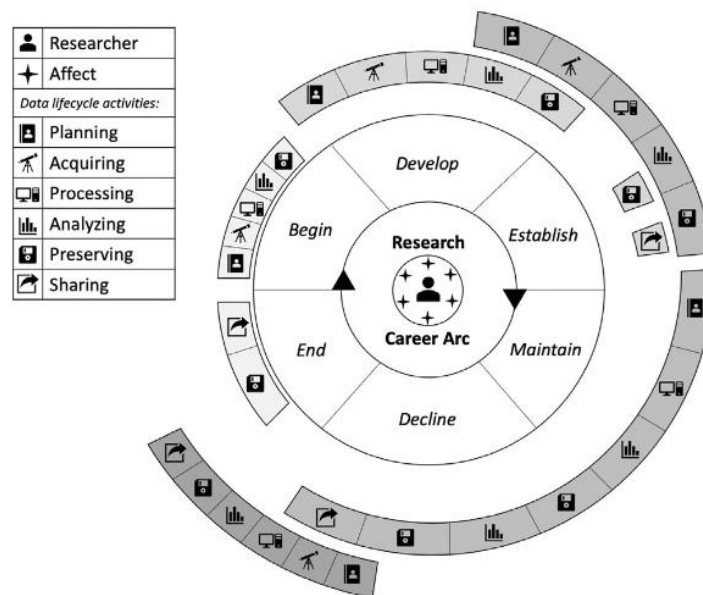 Researcher
Affect
Data lifecycle activities:
Planning
Acquiring
Processing
Analyzing
Preserving
Sharing
Develop
Begin
Establish
Research
Career Arc
End
Maintain
Decline